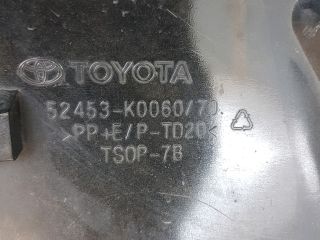 TOYOTA
52453-K0060/70
>PP+E/P-TD20<
TSOP-7B